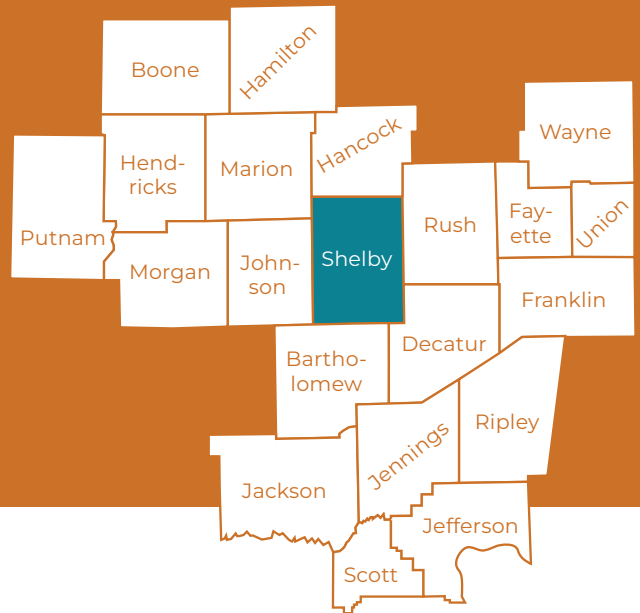 Hamilton
Boone
Hancock
Wayne
Hend-
ricks
Marion
Rush
Fay-
ette
Union
Putnam
Morgan
John-
son
Shelby
Franklin
Decatur
Bartho-
lomew
Ripley
Jennings
Jackson
Jefferson
Scott